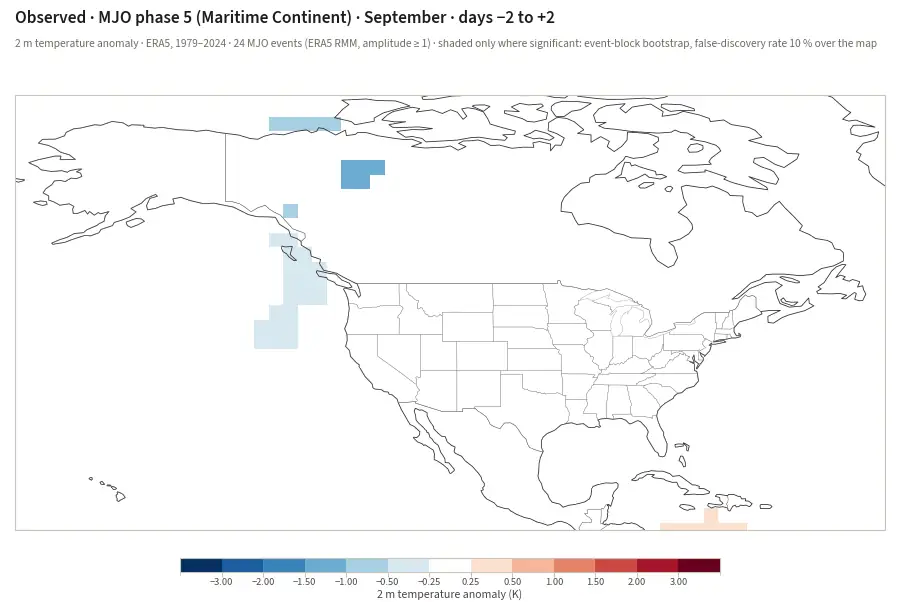 Observed · MJO phase 5 (Maritime Continent) · September · days −2 to +2
2 m temperature anomaly · ERA5, 1979–2024 · 24 MJO events (ERA5 RMM, amplitude ≥ 1) · shaded only where significant: event-block bootstrap, false-discovery rate 10 % over the map
−3.00 −2.00 −1.50 −1.00 −0.50 −0.25 0.25 0.50 1.00 1.50 2.00 3.00
2 m temperature anomaly (K)